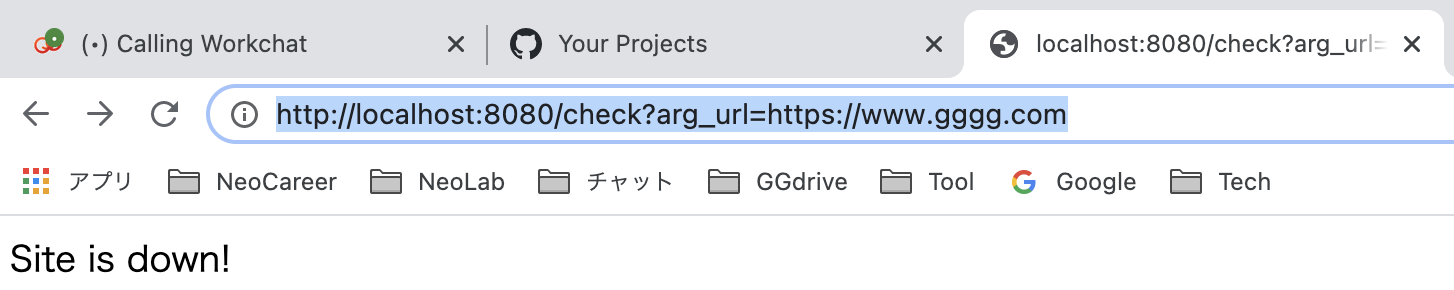 (•) Calling Workchat Your Projects localhost:8080/check?arg_url=
http://localhost:8080/check?arg_url=https://www.gggg.com
アプリ NeoCareer NeoLab チャット GGdrive Tool Google Tech
Site is down!